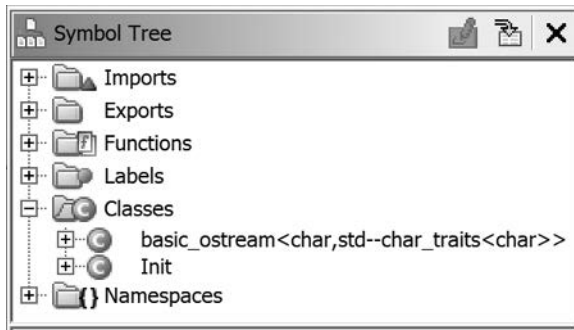 Symbol Tree
Imports
Exports
Functions
Labels
Classes
basic_ostream<char,std--char_traits<char>>
Init
Namespaces